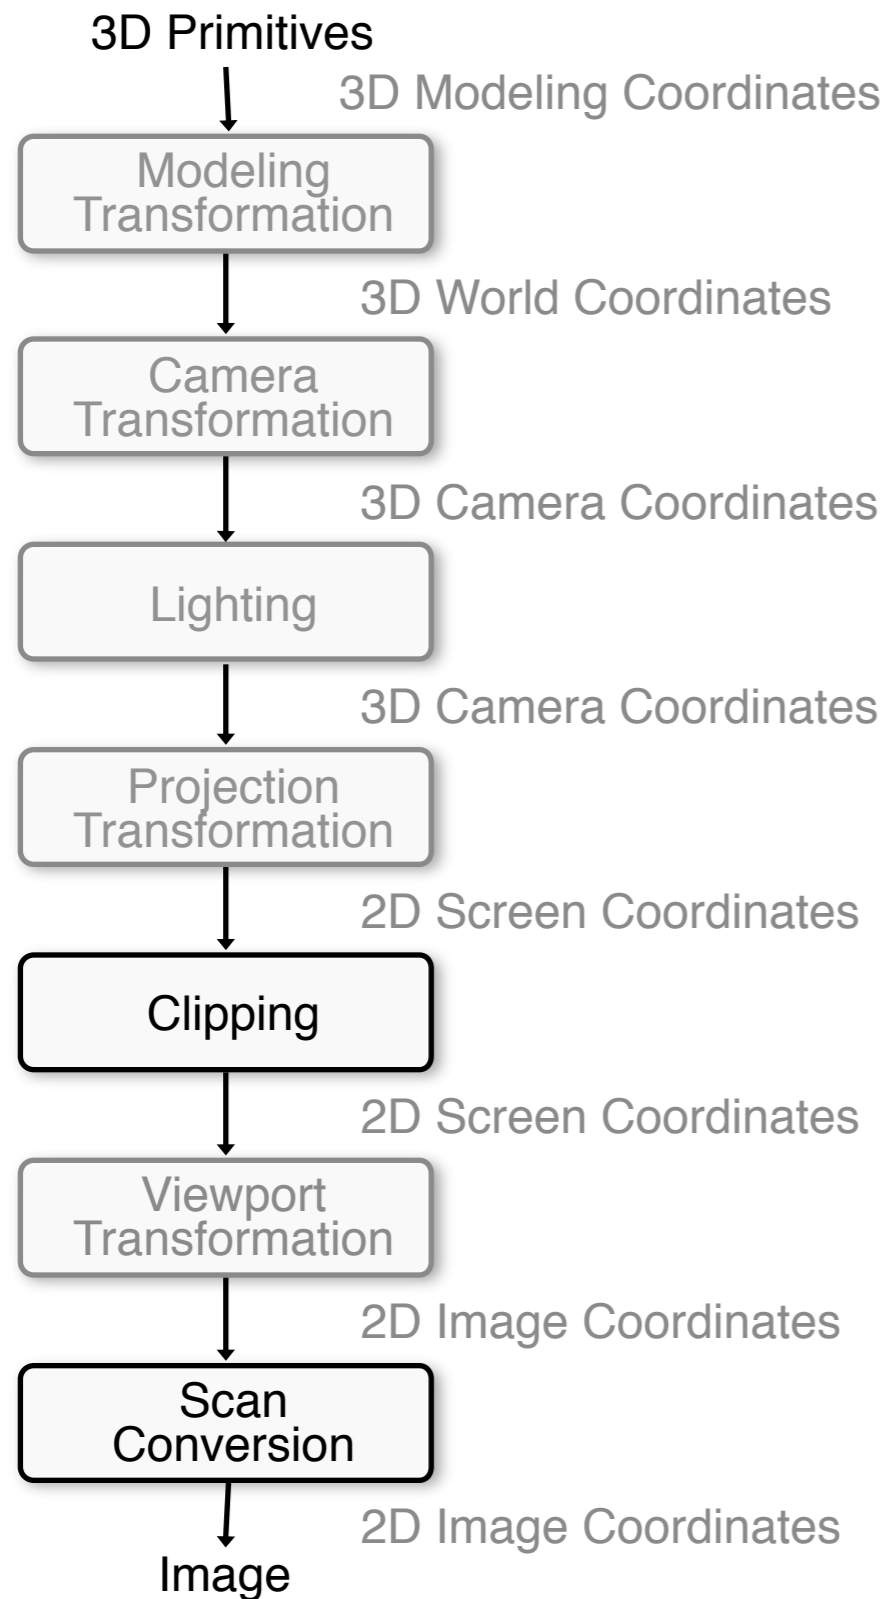 3D Primitives
3D Modeling Coordinates
Modeling
Transformation
3D World Coordinates
Camera
Transformation
3D Camera Coordinates
Lighting
3D Camera Coordinates
Projection
Transformation
2D Screen Coordinates
Clipping
2D Screen Coordinates
Viewport
Transformation
2D Image Coordinates
Scan
Conversion
2D Image Coordinates
Image